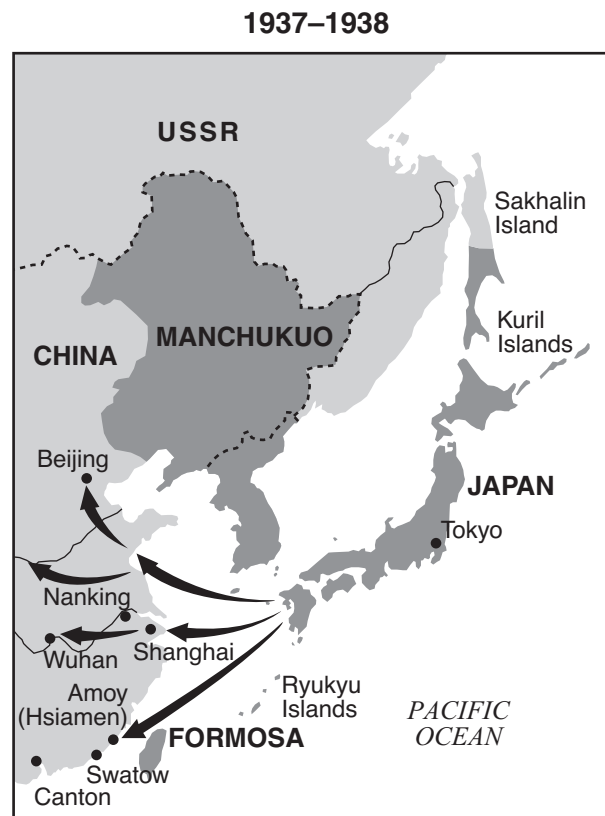 1937–1938
USSR
Sakhalin
Island
Kuril
Islands
MANCHUKUO
CHINA
Beijing
JAPAN
Tokyo
Nanking
Wuhan
Shanghai
Amoy
(Hsiamen)
Ryukyu
Islands
PACIFIC
OCEAN
FORMOSA
Swatow
Canton